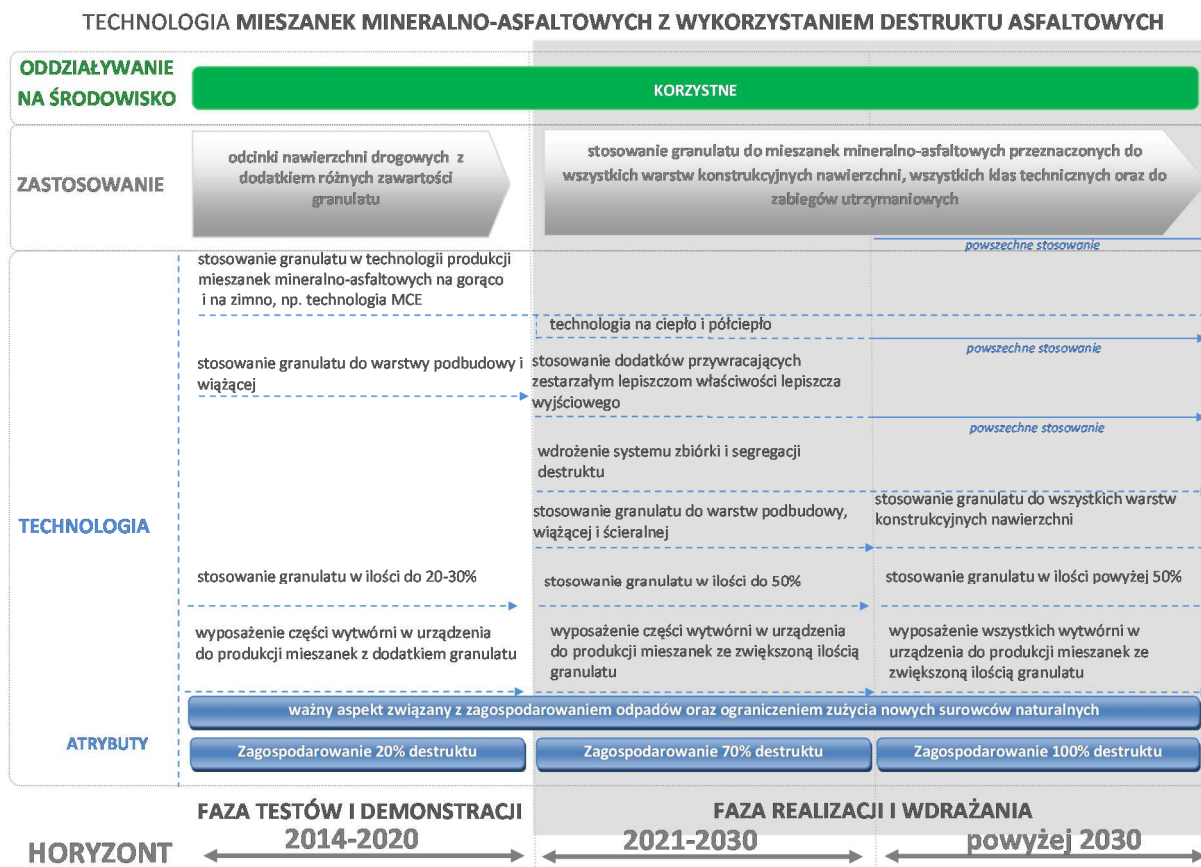 TECHNOLOGIA MIESZANEK MINERALNO-ASFALTOWYCH Z WYKORZYSTANIEM DESTRUKTU ASFALTOWYCH
ODDZIAŁYWANIE
NA ŚRODOWISKO
KORZYSTNE
ZASTOSOWANIE
odcinki nawierzchni drogowych z
dodatkiem różnych zawartości
granulatu
stosowanie granulatu do mieszanek mineralno-asfaltowych przeznaczonych do
wszystkich warstw konstrukcyjnych nawierzchni, wszystkich klas technicznych oraz do
zabiegów utrzymaniowych
powszechne stosowanie
TECHNOLOGIA
stosowanie granulatu w technologii produkcji
mieszanek mineralno-asfaltowych na gorąco
i na zimno, np. technologia MCE
technologia na ciepło i półciepło
powszechne stosowanie
stosowanie granulatu do warstwy podbudowy i
wiążącej
stosowanie dodatków przywracających
zestarzałym lepiszczom właściwości lepiszcza
wyjściowego
powszechne stosowanie
wdrożenie systemu zbiórki i segregacji
destruktu
stosowanie granulatu do warstw podbudowy,
wiążącej i ścieralnej
stosowanie granulatu do wszystkich warstw
konstrukcyjnych nawierzchni
stosowanie granulatu w ilości do 20-30%
stosowanie granulatu w ilości do 50%
stosowanie granulatu w ilości powyżej 50%
wyposażenie części wytwórni w urządzenia
do produkcji mieszanek z dodatkiem granulatu
wyposażenie części wytwórni w urządzenia
do produkcji mieszanek ze zwiększoną ilością
granulatu
wyposażenie wszystkich wytwórni w
urządzenia do produkcji mieszanek ze
zwiększoną ilością granulatu
ATRYBUTY
ważny aspekt związany z zagospodarowaniem odpadów oraz ograniczeniem zużycia nowych surowców naturalnych
Zagospodarowanie 20% destruktu
Zagospodarowanie 70% destruktu
Zagospodarowanie 100% destruktu
FAZA TESTÓW I DEMONSTRACJI
FAZA REALIZACJI I WDRAŻANIA
HORYZONT
2014-2020
2021-2030
powyżej 2030